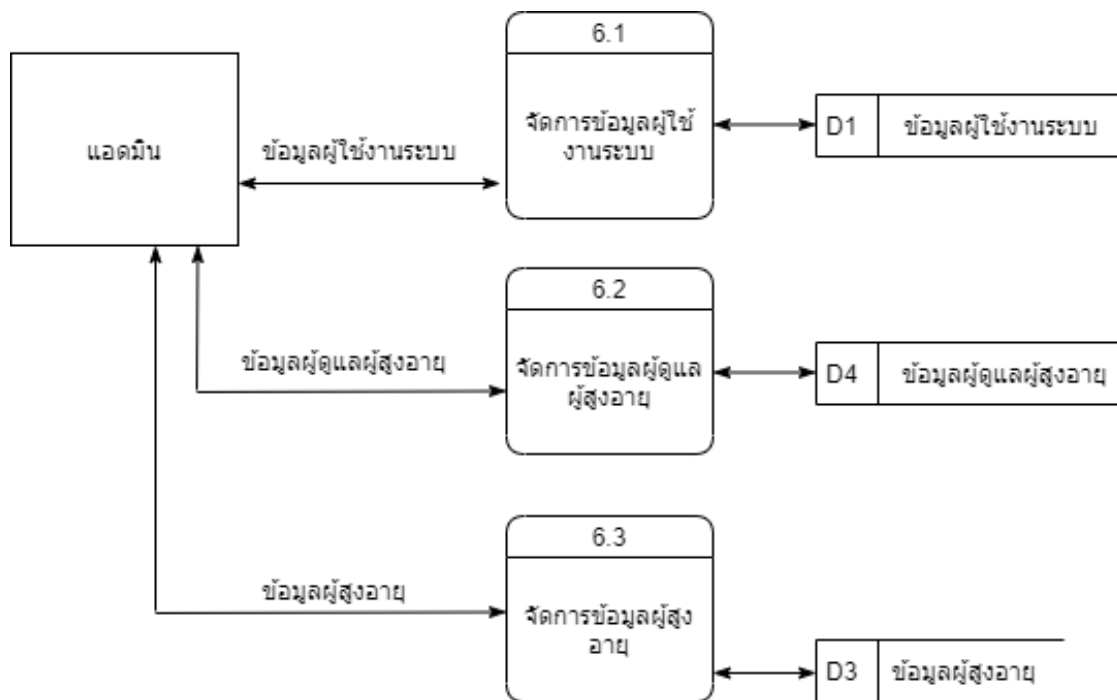 6.1
แอดมิน
ข้อมูลผู้ใช้งานระบบ
จัดการข้อมูลผู้ใช้
งานระบบ
D1
ข้อมูลผู้ใช้งานระบบ
6.2
ข้อมูลผู้ดูแลผู้สูงอายุ
จัดการข้อมูลผู้ดูแล
ผู้สูงอายุ
D4
ข้อมูลผู้ดูแลผู้สูงอายุ
6.3
ข้อมูลผู้สูงอายุ
จัดการข้อมูลผู้สูง
อายุ
D3
ข้อมูลผู้สูงอายุ